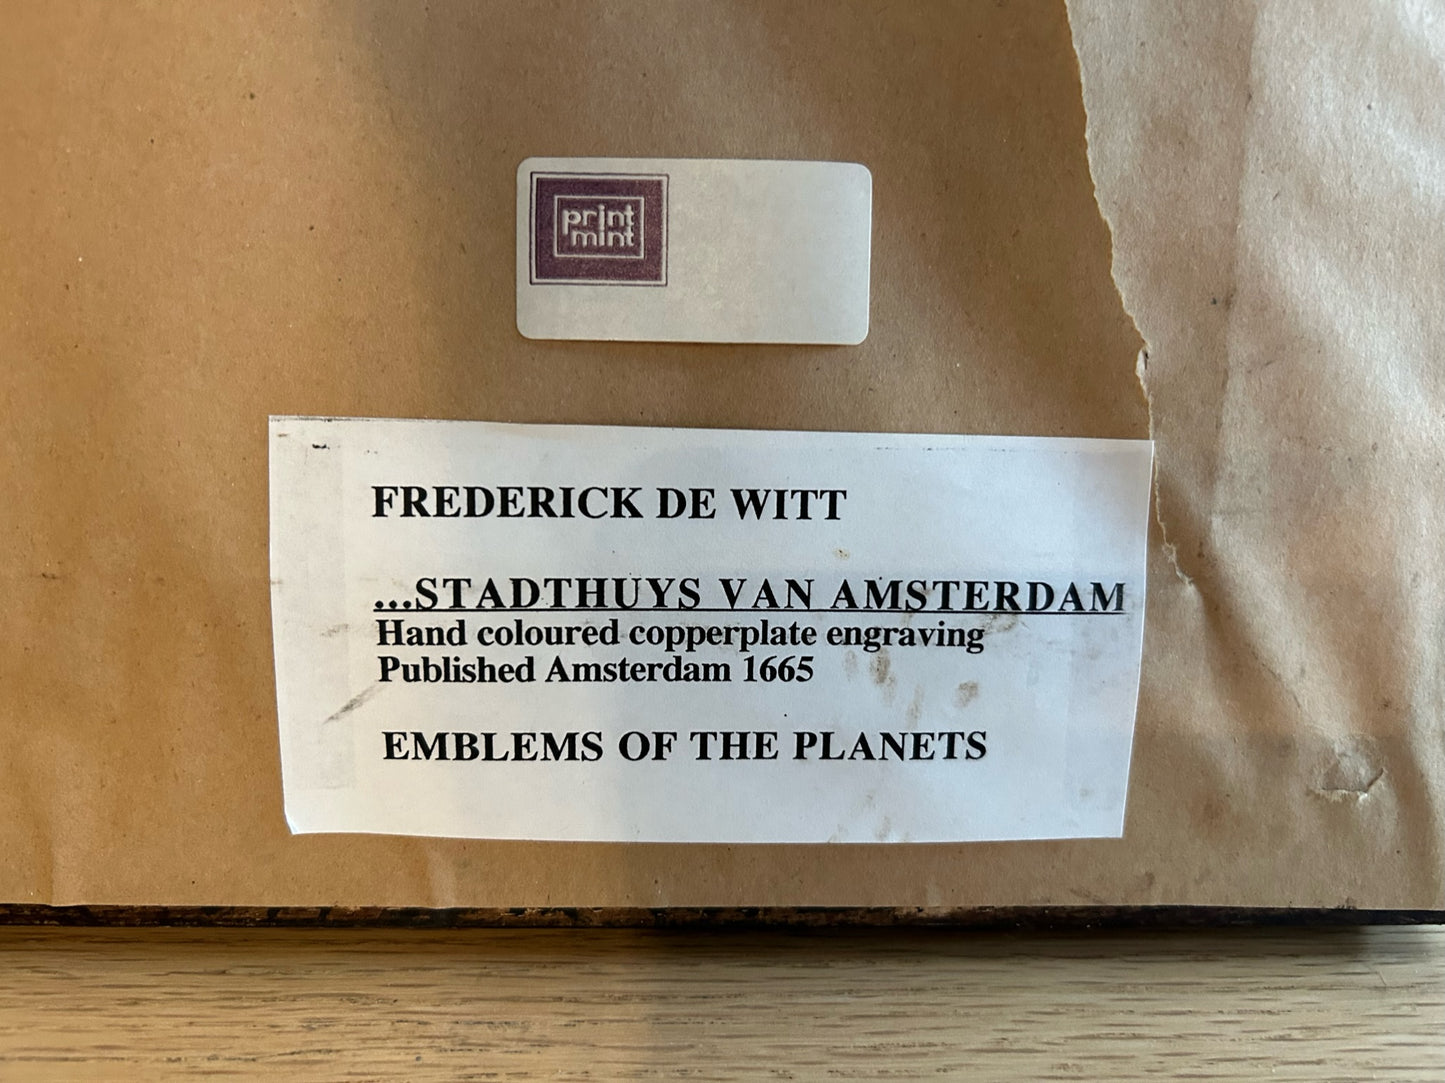 print
mint
FREDERICK DE WITT
...STADTHUYS VAN AMSTERDAM
Hand coloured copperplate engraving
Published Amsterdam 1665
EMBLEMS OF THE PLANETS